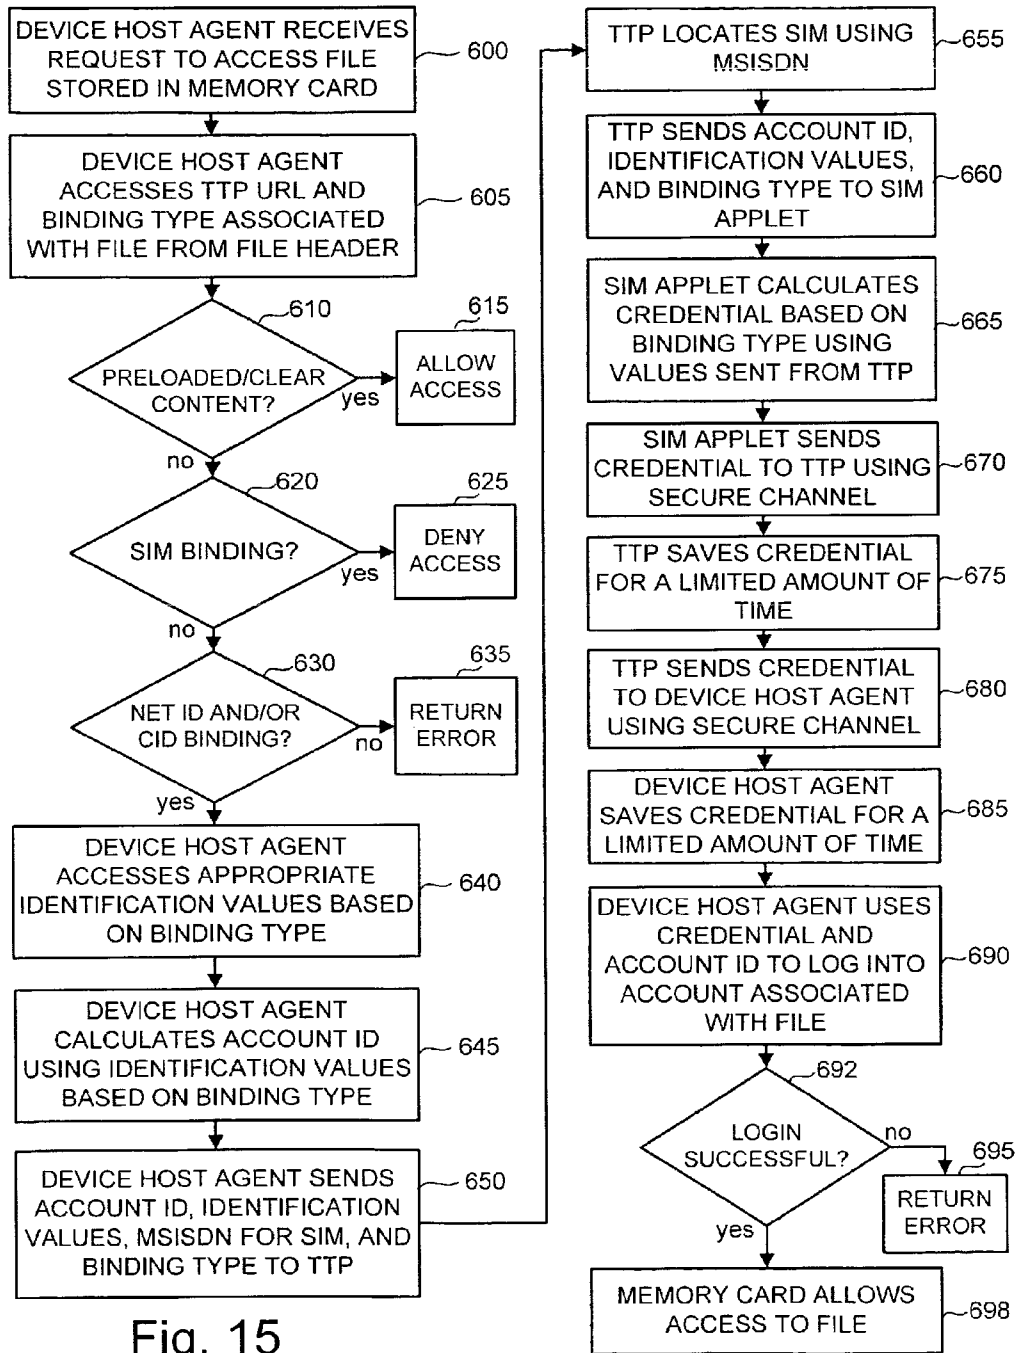 DEVICE HOST AGENT RECEIVES
REQUEST TO ACCESS FILE
STORED IN MEMORY CARD
600
DEVICE HOST AGENT
ACCESSES TTP URL AND
BINDING TYPE ASSOCIATED
WITH FILE FROM FILE HEADER
605
610
PRELOADED/CLEAR
CONTENT?
yes
615
ALLOW
ACCESS
no
620
SIM BINDING?
yes
625
DENY
ACCESS
no
630
NET ID AND/OR
CID BINDING?
no
635
RETURN
ERROR
yes
DEVICE HOST AGENT
ACCESSES APPROPRIATE
IDENTIFICATION VALUES BASED
ON BINDING TYPE
640
DEVICE HOST AGENT
CALCULATES ACCOUNT ID
USING IDENTIFICATION VALUES
BASED ON BINDING TYPE
645
DEVICE HOST AGENT SENDS
ACCOUNT ID, IDENTIFICATION
VALUES, MSISDN FOR SIM, AND
BINDING TYPE TO TTP
650
TTP LOCATES SIM USING
MSISDN
655
TTP SENDS ACCOUNT ID,
IDENTIFICATION VALUES,
AND BINDING TYPE TO SIM
APPLET
660
SIM APPLET CALCULATES
CREDENTIAL BASED ON
BINDING TYPE USING
VALUES SENT FROM TTP
665
SIM APPLET SENDS
CREDENTIAL TO TTP USING
SECURE CHANNEL
670
TTP SAVES CREDENTIAL
FOR A LIMITED AMOUNT OF
TIME
675
TTP SENDS CREDENTIAL
TO DEVICE HOST AGENT
USING SECURE CHANNEL
680
DEVICE HOST AGENT
SAVES CREDENTIAL FOR A
LIMITED AMOUNT OF TIME
685
DEVICE HOST AGENT USES
CREDENTIAL AND
ACCOUNT ID TO LOG INTO
ACCOUNT ASSOCIATED
WITH FILE
690
692
LOGIN
SUCCESSFUL?
no
695
RETURN
ERROR
yes
MEMORY CARD ALLOWS
ACCESS TO FILE
698
Fig. 15